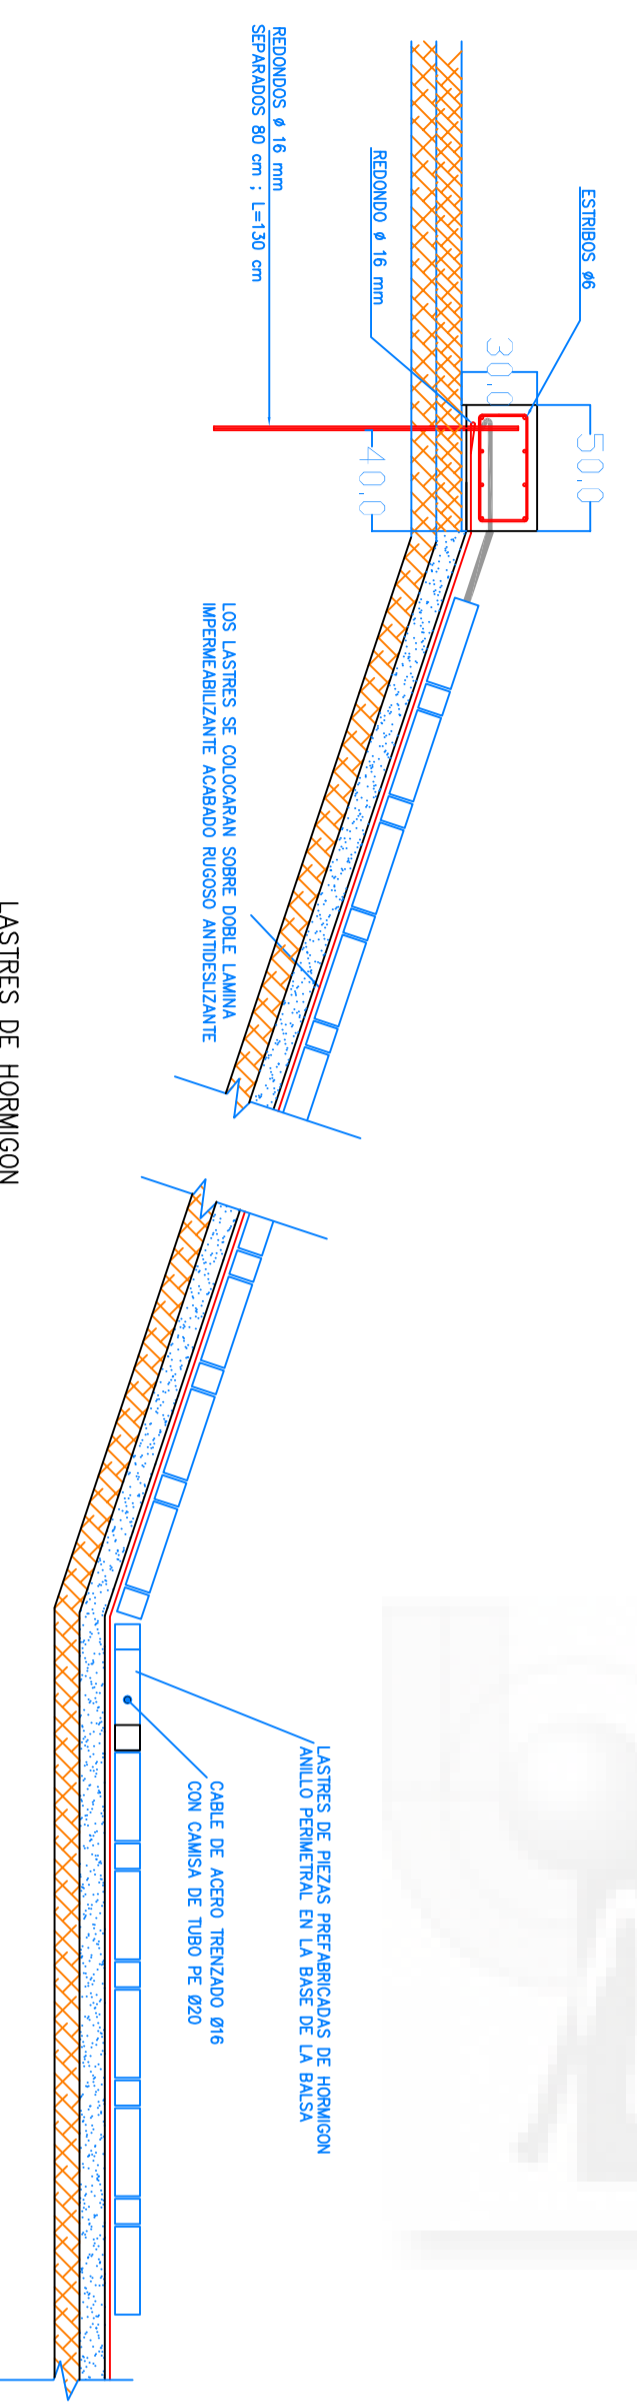 ESTRIBOS ø6
50,0
30,0
REDONDO ø 16 mm
REDONDOS ø 16 mm
SEPARADOS 80 cm ; L=130 cm
40,0
LOS LASTRES SE COLOCARAN SOBRE DOBLE LAMINA
IMPERMEABILIZANTE ACABADO RUGOSO ANTIDESLIZANTE
LASTRES DE PIEZAS PREFABRICADAS DE HORMIGON
ANILLO PERIMETRAL EN LA BASE DE LA BALSA
CABLE DE ACERO TRENZADO Ø16
CON CAMISA DE TUBO PE Ø20
LASTRES DE HORMIGON